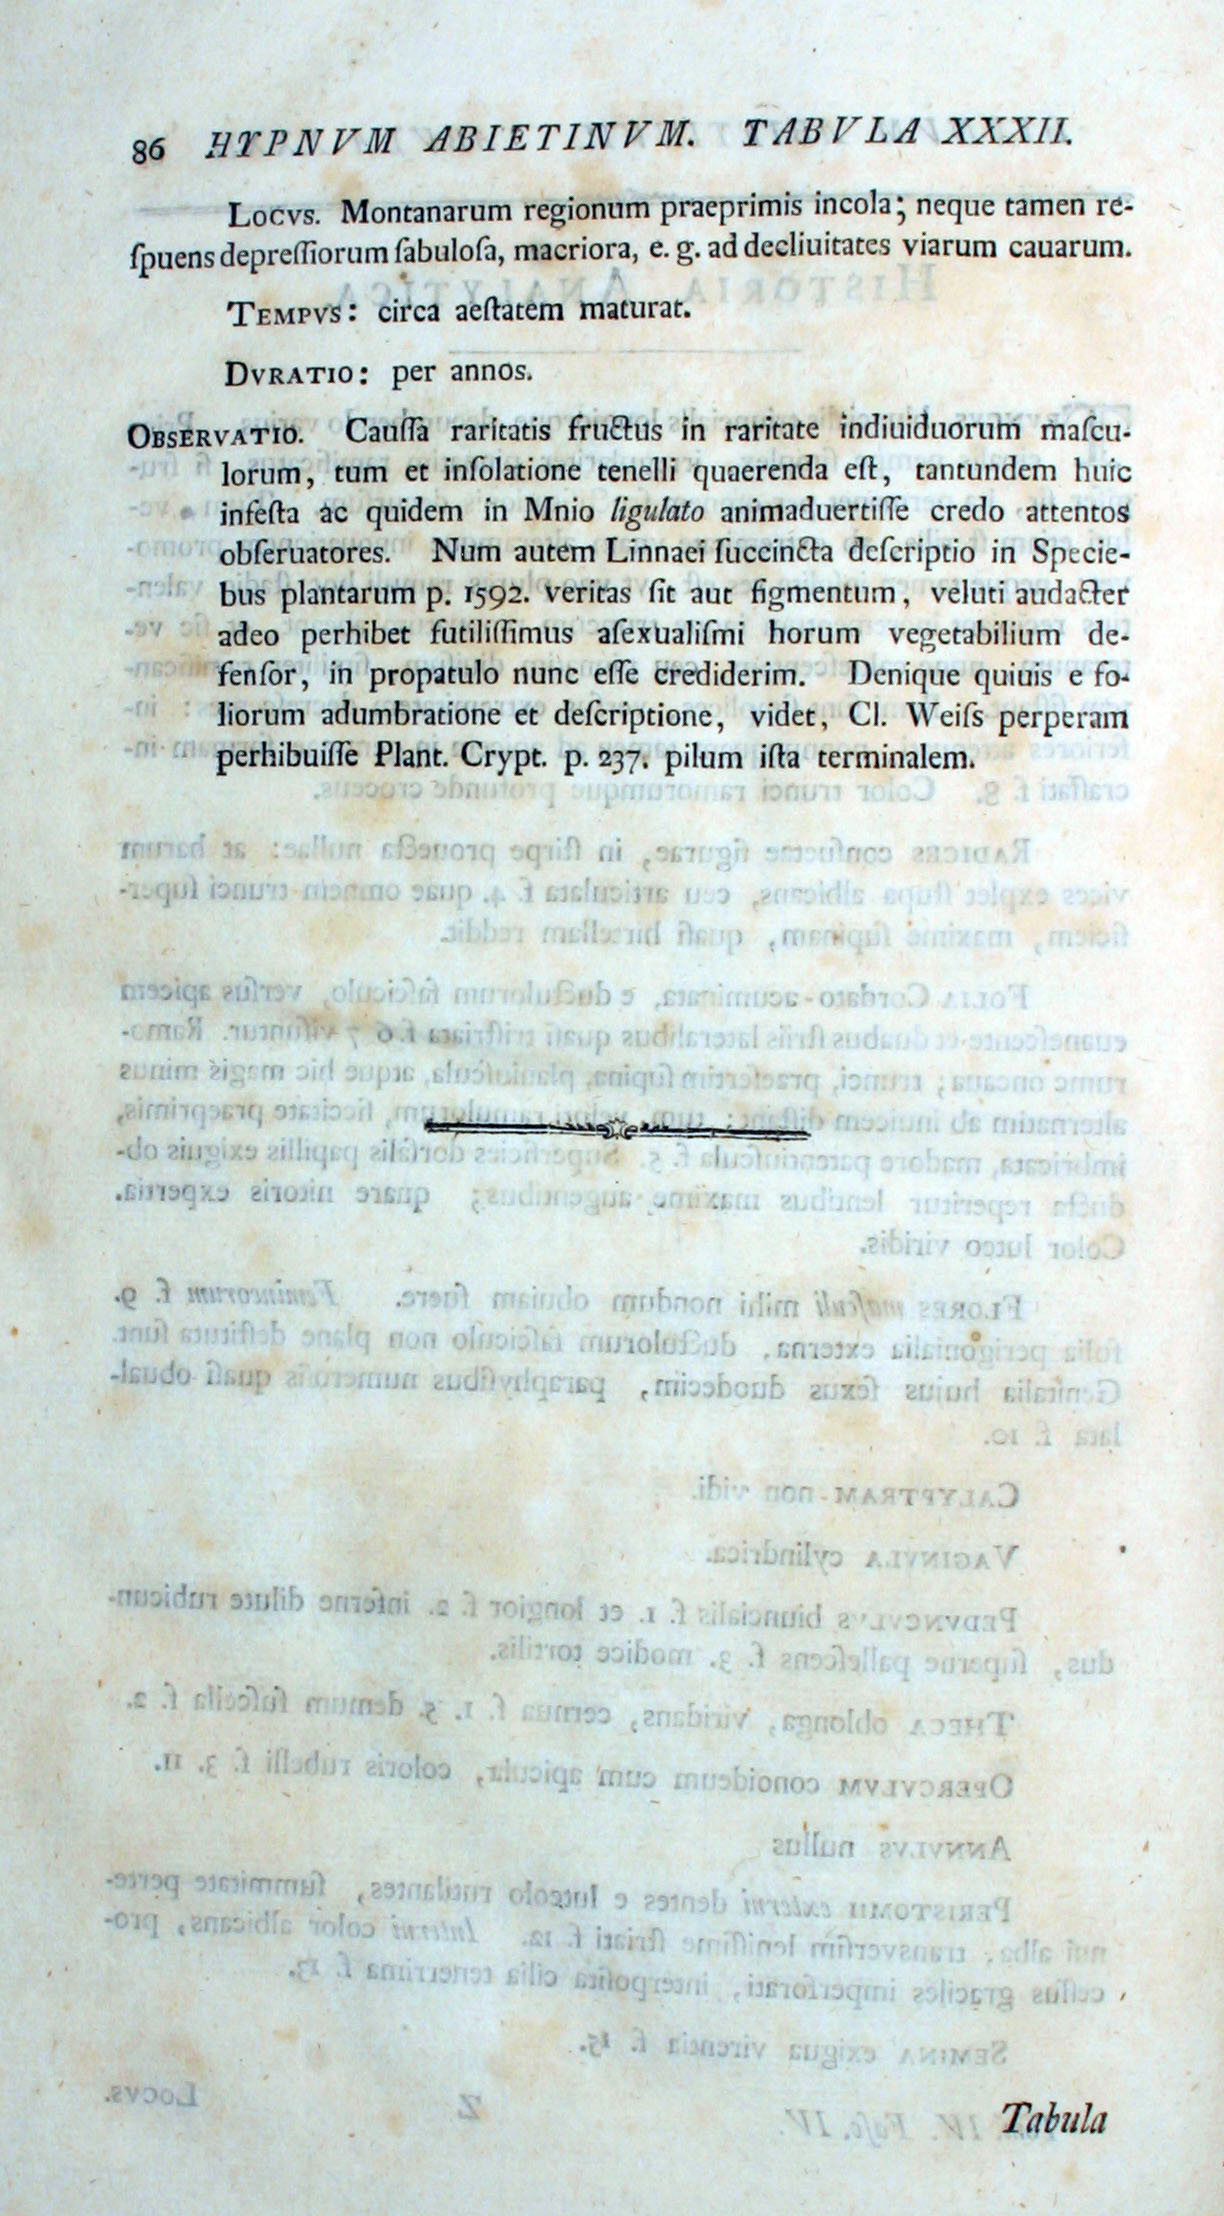 86 HYPNVM ABIETINVM. TABVLA XXXII.
Locvs. Montanarum regionum praeprimis incola; neque tamen re-
ſpuens depreſſiorum ſabuloſa, macriora, e. g. ad decliuitates viarum cauarum.
Tempvs: circa aeſtatem maturat.
Dvratio: per annos.
Observatio. Cauſſa raritatis fructus in raritate indiuiduorum maſcu-
lorum, tum et inſolatione tenelli quaerenda eſt, tantundem huic
infeſta ac quidem in Mnio ligulato animaduertiſſe credo attentos
obſeruatores. Num autem Linnaei ſuccincta deſcriptio in Specie-
bus plantarum p. 1592. veritas ſit aut figmentum, veluti audacter
adeo perhibet futiliſſimus aſexualiſmi horum vegetabilium de-
fenſor, in propatulo nunc eſſe crediderim. Denique quiuis e fo-
liorum adumbratione et deſcriptione, videt, Cl. Weiſs perperam
perhibuiſſe Plant. Crypt. p. 237. pilum iſta terminalem.
Tabula